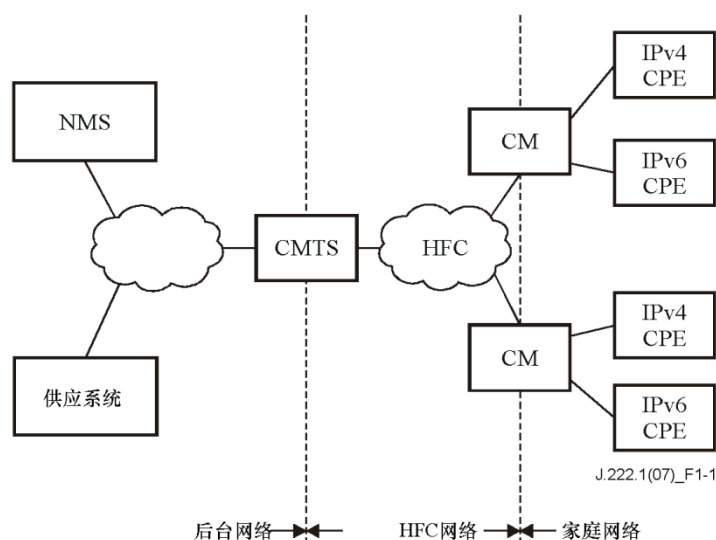 IPv4
CPE
NMS
CM
IPv6
CPE
CMTS
HFC
IPv4
CPE
供应系统
CM
IPv6
CPE
J.222.1(07)_F1-1
后台网络
HFC网络
家庭网络